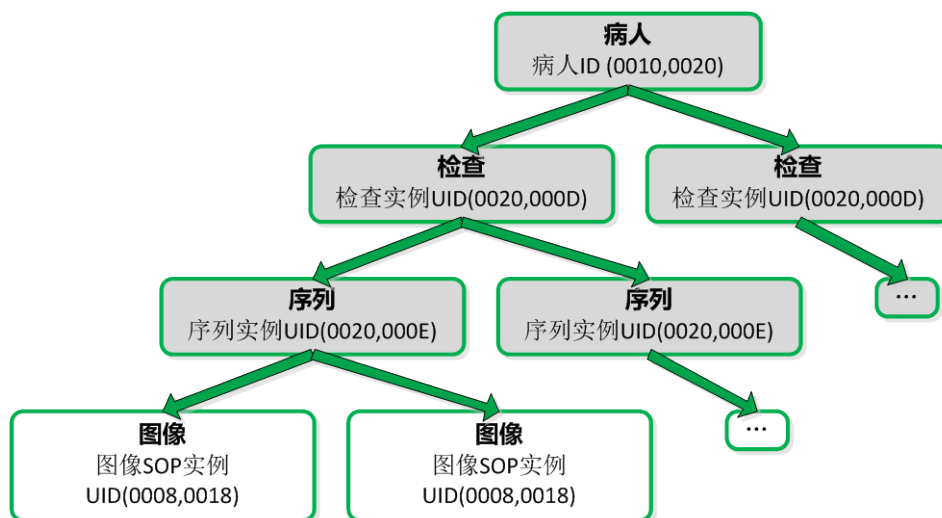 病人
病人ID (0010,0020)
检查
检查实例UID(0020,000D)
检查
检查实例UID(0020,000D)
序列
序列实例UID(0020,000E)
序列
序列实例UID(0020,000E)
...
图像
图像SOP实例
UID(0008,0018)
图像
图像SOP实例
UID(0008,0018)
...